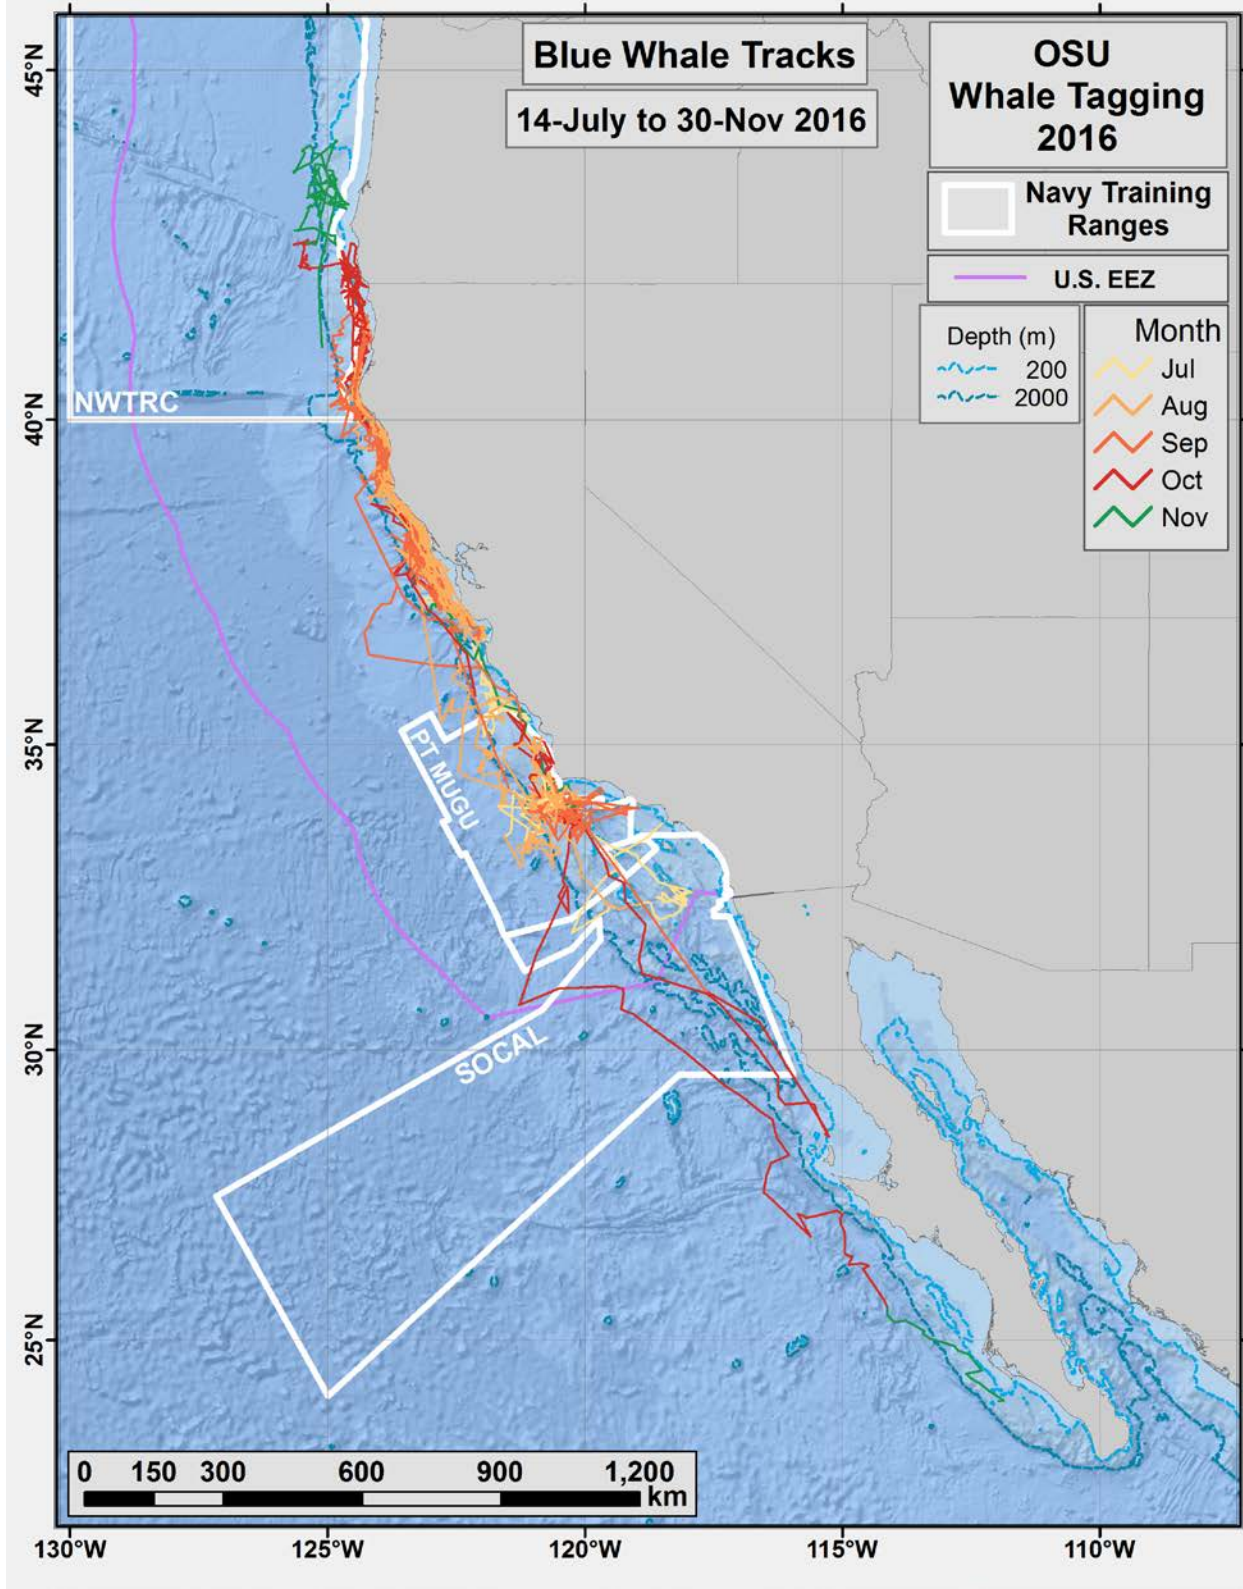 Blue Whale Tracks
14-July to 30-Nov 2016
OSU
Whale Tagging
2016
Navy Training
Ranges
U.S. EEZ
Depth (m)
200
2000
Month
Jul
Aug
Sep
Oct
Nov
45°N
40°N
35°N
30°N
25°N
NWTRC
PT MUGU
SOCAL
0 150 300 600 900 1,200
km
130°W 125°W 120°W 115°W 110°W